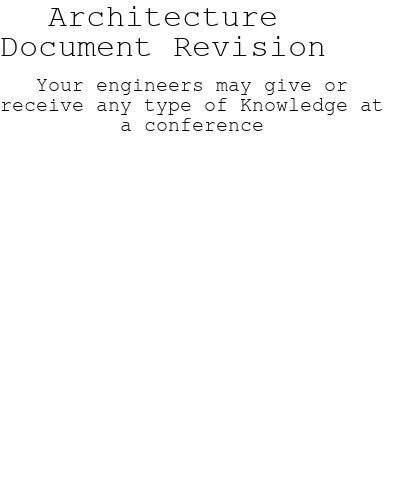 Architecture
Document Revision
Your engineers may give or
receive any type of Knowledge at
a conference